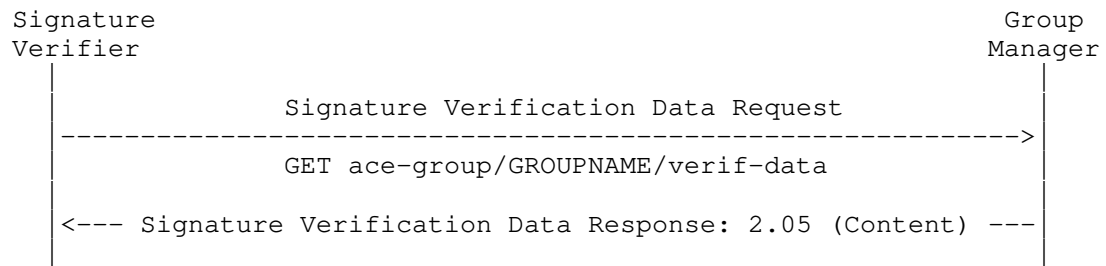 Signature Group
Verifier Manager
Signature Verification Data Request
GET ace-group/GROUPNAME/verif-data
<--- Signature Verification Data Response: 2.05 (Content) ---